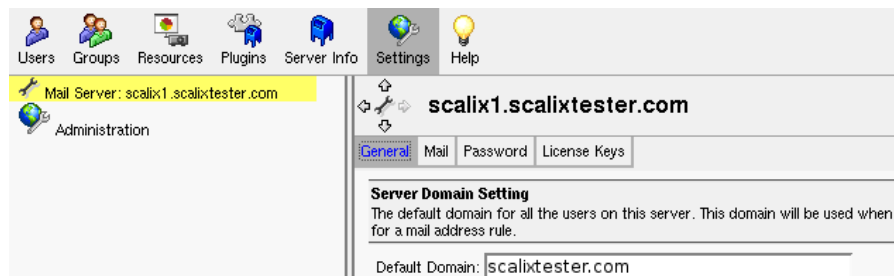 Users Groups Resources Plugins Server Info Settings Help
Mail Server: scalix1.scalixtester.com
Administration
scalix1.scalixtester.com
General Mail Password License Keys
Server Domain Setting
The default domain for all the users on this server. This domain will be used when
for a mail address rule.
Default Domain: scalixtester.com